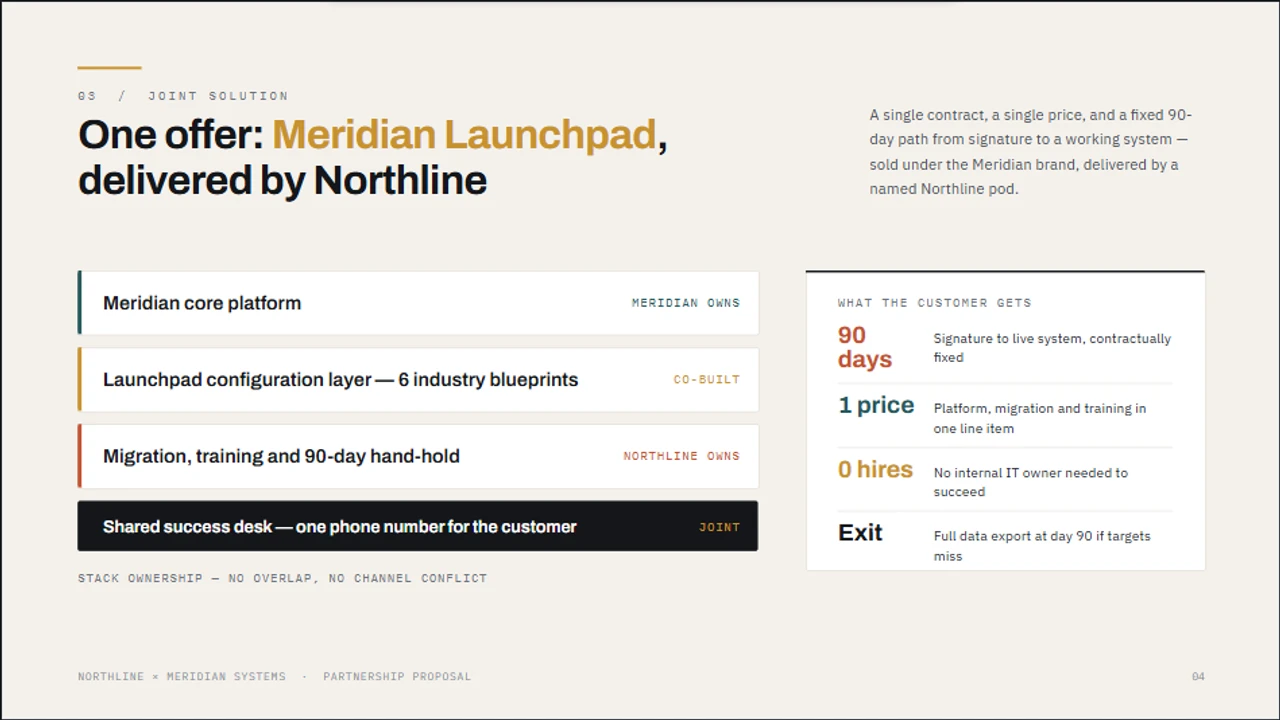 03 / JOINT SOLUTION
One offer: Meridian Launchpad,
delivered by Northline
A single contract, a single price, and a fixed 90-
day path from signature to a working system —
sold under the Meridian brand, delivered by a
named Northline pod.
Meridian core platform
MERIDIAN OWNS
Launchpad configuration layer — 6 industry blueprints
CO-BUILT
Migration, training and 90-day hand-hold
NORTHLINE OWNS
Shared success desk — one phone number for the customer
JOINT
STACK OWNERSHIP — NO OVERLAP, NO CHANNEL CONFLICT
WHAT THE CUSTOMER GETS
90
days
Signature to live system, contractually
fixed
1 price
Platform, migration and training in
one line item
0 hires
No internal IT owner needed to
succeed
Exit
Full data export at day 90 if targets
miss
NORTHLINE × MERIDIAN SYSTEMS · PARTNERSHIP PROPOSAL
04